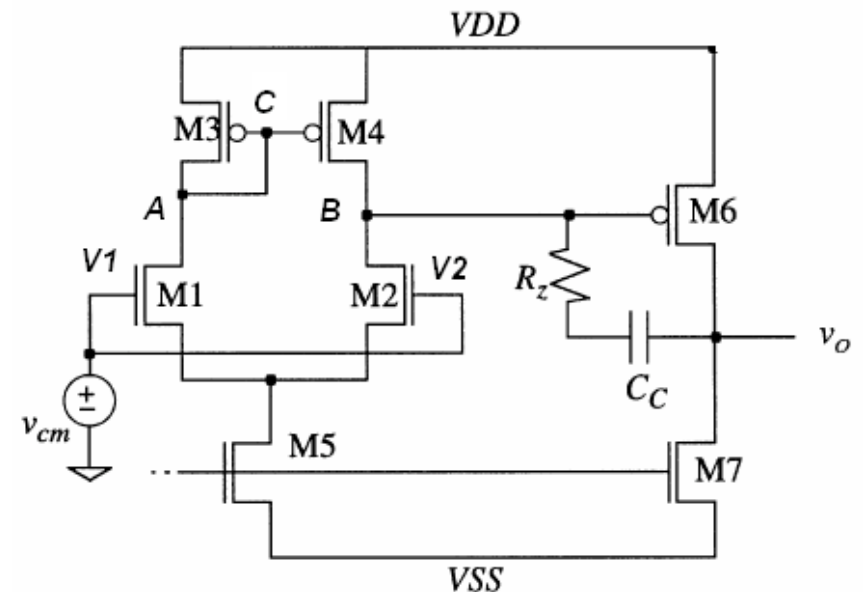 VDD
C
M3
M4
A
B
M6
V1
V2
M1
M2
R_z
v_o
C_C
v_cm
+
−
M5
..
M7
VSS